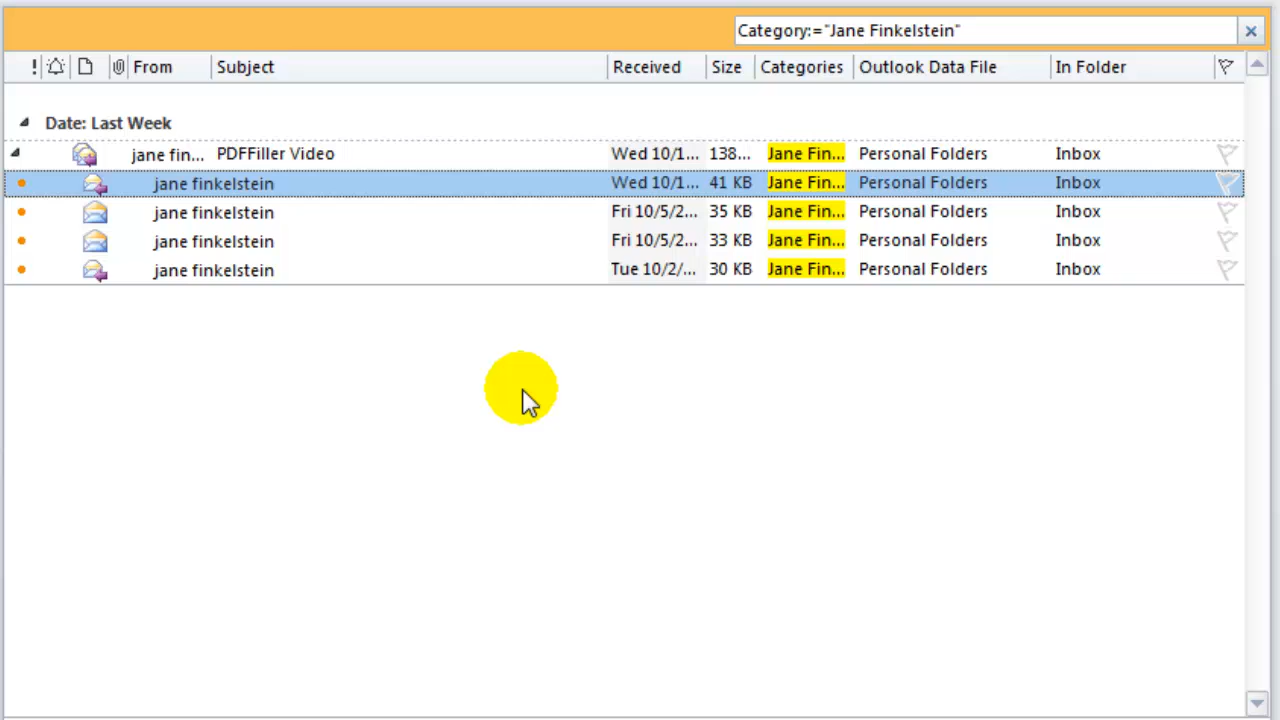 Category:="Jane Finkelstein"
! From Subject Received Size Categories Outlook Data File In Folder
Date: Last Week
jane fin... PDFFiller Video Wed 10/1... 138... Jane Fin... Personal Folders Inbox
jane finkelstein Wed 10/1... 41 KB Jane Fin... Personal Folders Inbox
jane finkelstein Fri 10/5/2... 35 KB Jane Fin... Personal Folders Inbox
jane finkelstein Fri 10/5/2... 33 KB Jane Fin... Personal Folders Inbox
jane finkelstein Tue 10/2/... 30 KB Jane Fin... Personal Folders Inbox